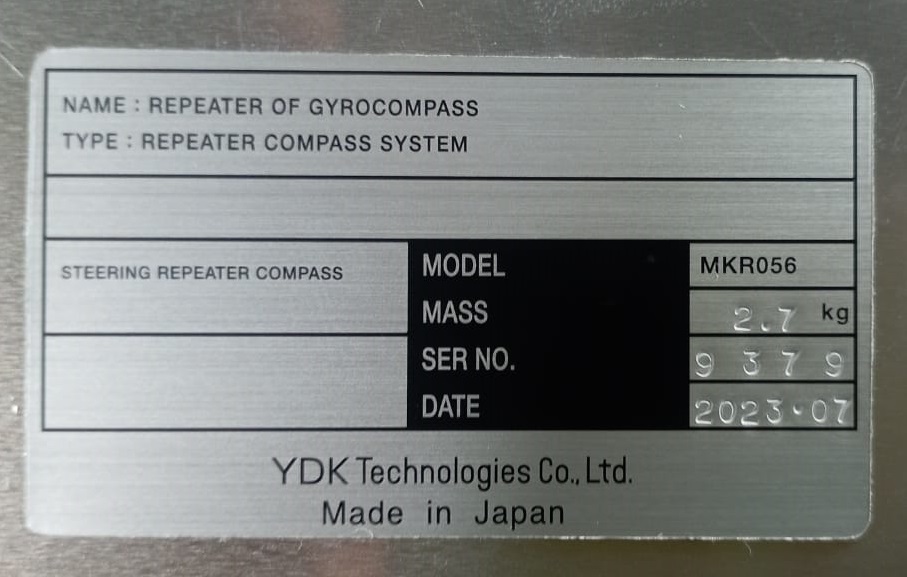 NAME : REPEATER OF GYROCOMPASS
TYPE : REPEATER COMPASS SYSTEM
STEERING REPEATER COMPASS
MODEL MKR056
MASS 2.7 kg
SER NO. 9379
DATE 2023・07
YDK Technologies Co., Ltd.
Made in Japan